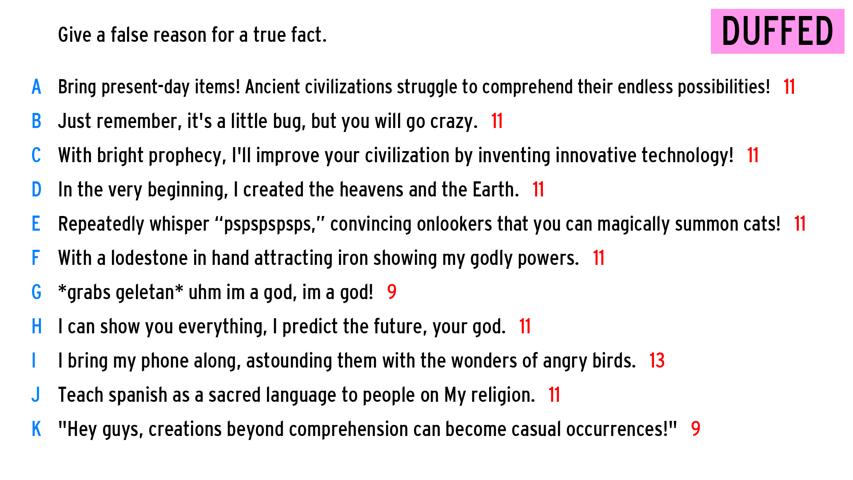 Give a false reason for a true fact.
DUFFED
A Bring present-day items! Ancient civilizations struggle to comprehend their endless possibilities! 11
B Just remember, it's a little bug, but you will go crazy. 11
C With bright prophecy, I'll improve your civilization by inventing innovative technology! 11
D In the very beginning, I created the heavens and the Earth. 11
E Repeatedly whisper “pspspspsps,” convincing onlookers that you can magically summon cats! 11
F With a lodestone in hand attracting iron showing my godly powers. 11
G *grabs geletan* uhm im a god, im a god! 9
H I can show you everything, I predict the future, your god. 11
I I bring my phone along, astounding them with the wonders of angry birds. 13
J Teach spanish as a sacred language to people on My religion. 11
K "Hey guys, creations beyond comprehension can become casual occurrences!" 9